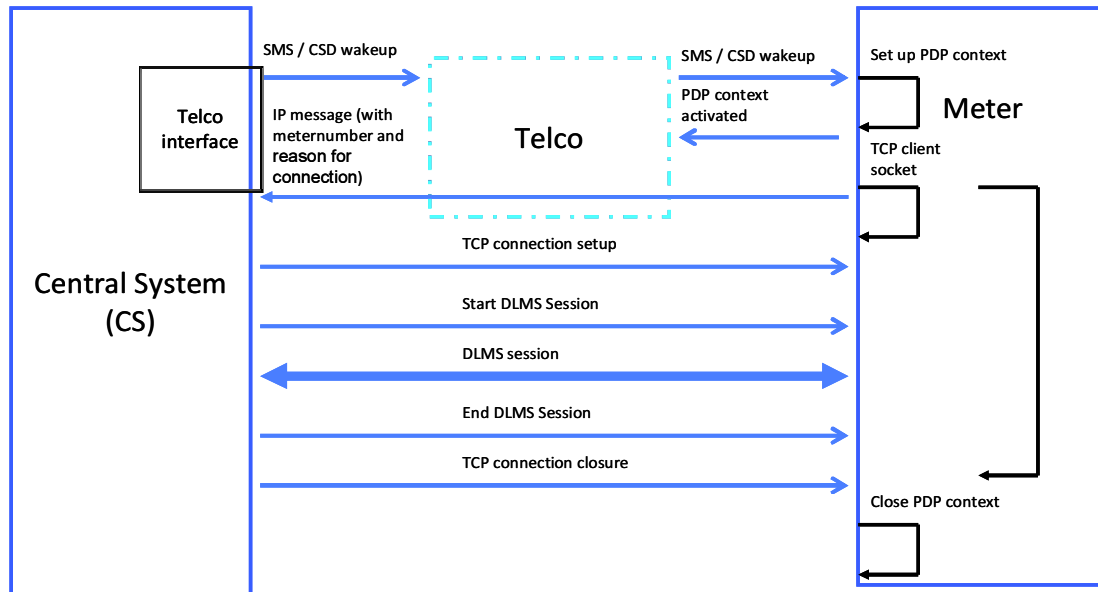 SMS / CSD wakeup
SMS / CSD wakeup
Set up PDP context
Telco
interface
IP message (with
meternumber and
reason for
connection)
Telco
PDP context
activated
Meter
TCP client
socket
TCP connection setup
Central System
(CS)
Start DLMS Session
DLMS session
End DLMS Session
TCP connection closure
Close PDP context